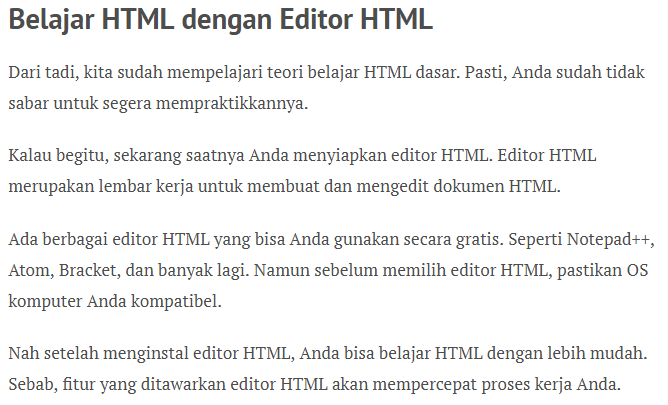 Belajar HTML dengan Editor HTML
Dari tadi, kita sudah mempelajari teori belajar HTML dasar. Pasti, Anda sudah tidak
sabar untuk segera mempraktikkannya.
Kalau begitu, sekarang saatnya Anda menyiapkan editor HTML. Editor HTML
merupakan lembar kerja untuk membuat dan mengedit dokumen HTML.
Ada berbagai editor HTML yang bisa Anda gunakan secara gratis. Seperti Notepad++,
Atom, Bracket, dan banyak lagi. Namun sebelum memilih editor HTML, pastikan OS
komputer Anda kompatibel.
Nah setelah menginstal editor HTML, Anda bisa belajar HTML dengan lebih mudah.
Sebab, fitur yang ditawarkan editor HTML akan mempercepat proses kerja Anda.